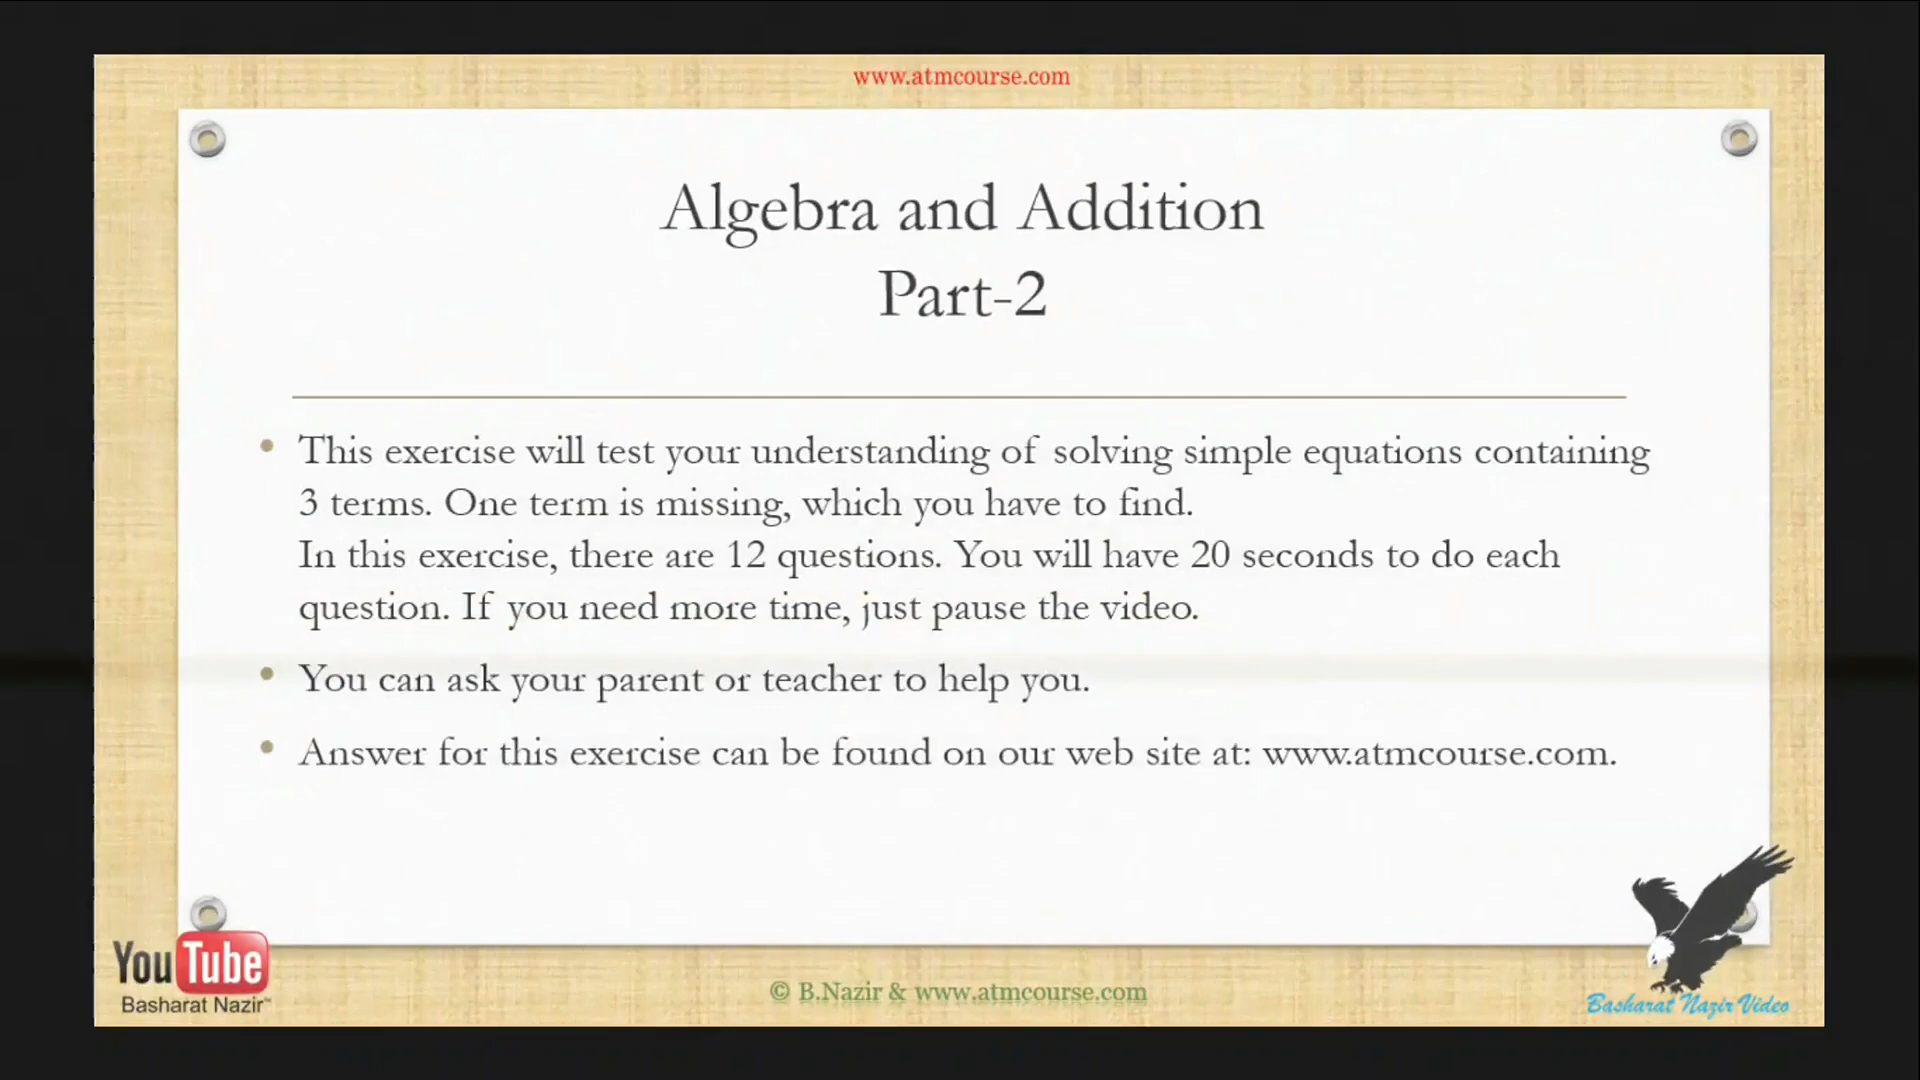 www.atmcourse.com
Algebra and Addition
Part-2
• This exercise will test your understanding of solving simple equations containing
3 terms. One term is missing, which you have to find.
In this exercise, there are 12 questions. You will have 20 seconds to do each
question. If you need more time, just pause the video.
• You can ask your parent or teacher to help you.
• Answer for this exercise can be found on our web site at: www.atmcourse.com.
YouTube
Basharat Nazir™
© B.Nazir & www.atmcourse.com
Basharat Nazir Video